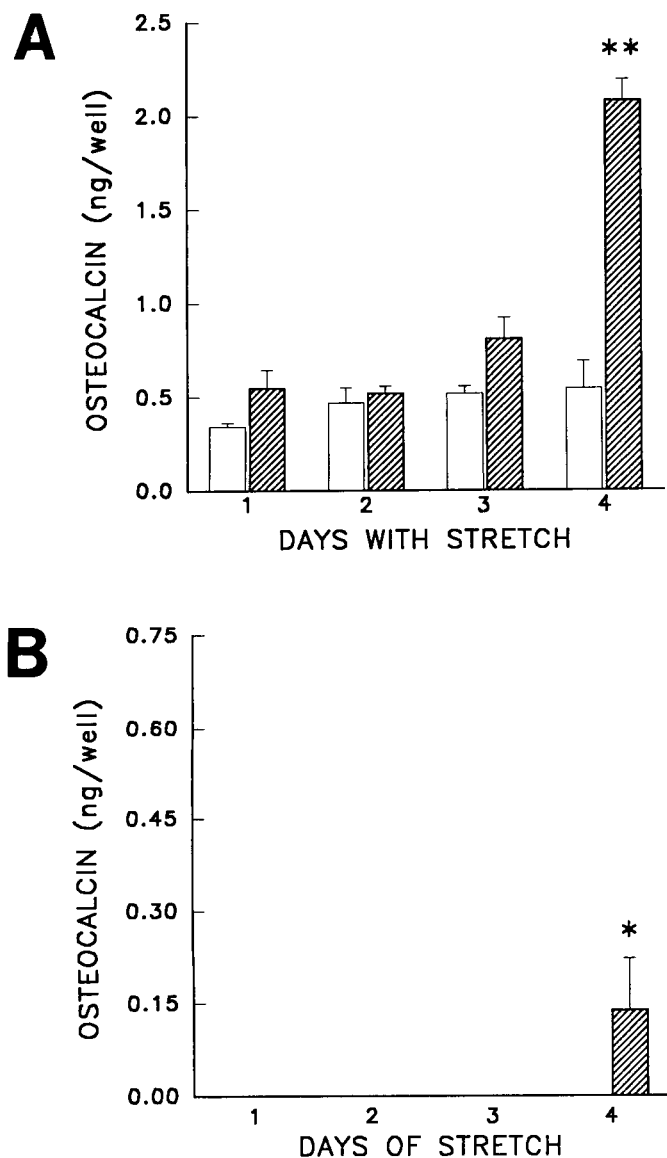 A
OSTEOCALCIN (ng/well)
2.5
2.0
1.5
1.0
0.5
0.0
**
1 2 3 4
DAYS WITH STRETCH
B
OSTEOCALCIN (ng/well)
0.75
0.60
0.45
0.30
0.15
0.00
*
1 2 3 4
DAYS OF STRETCH